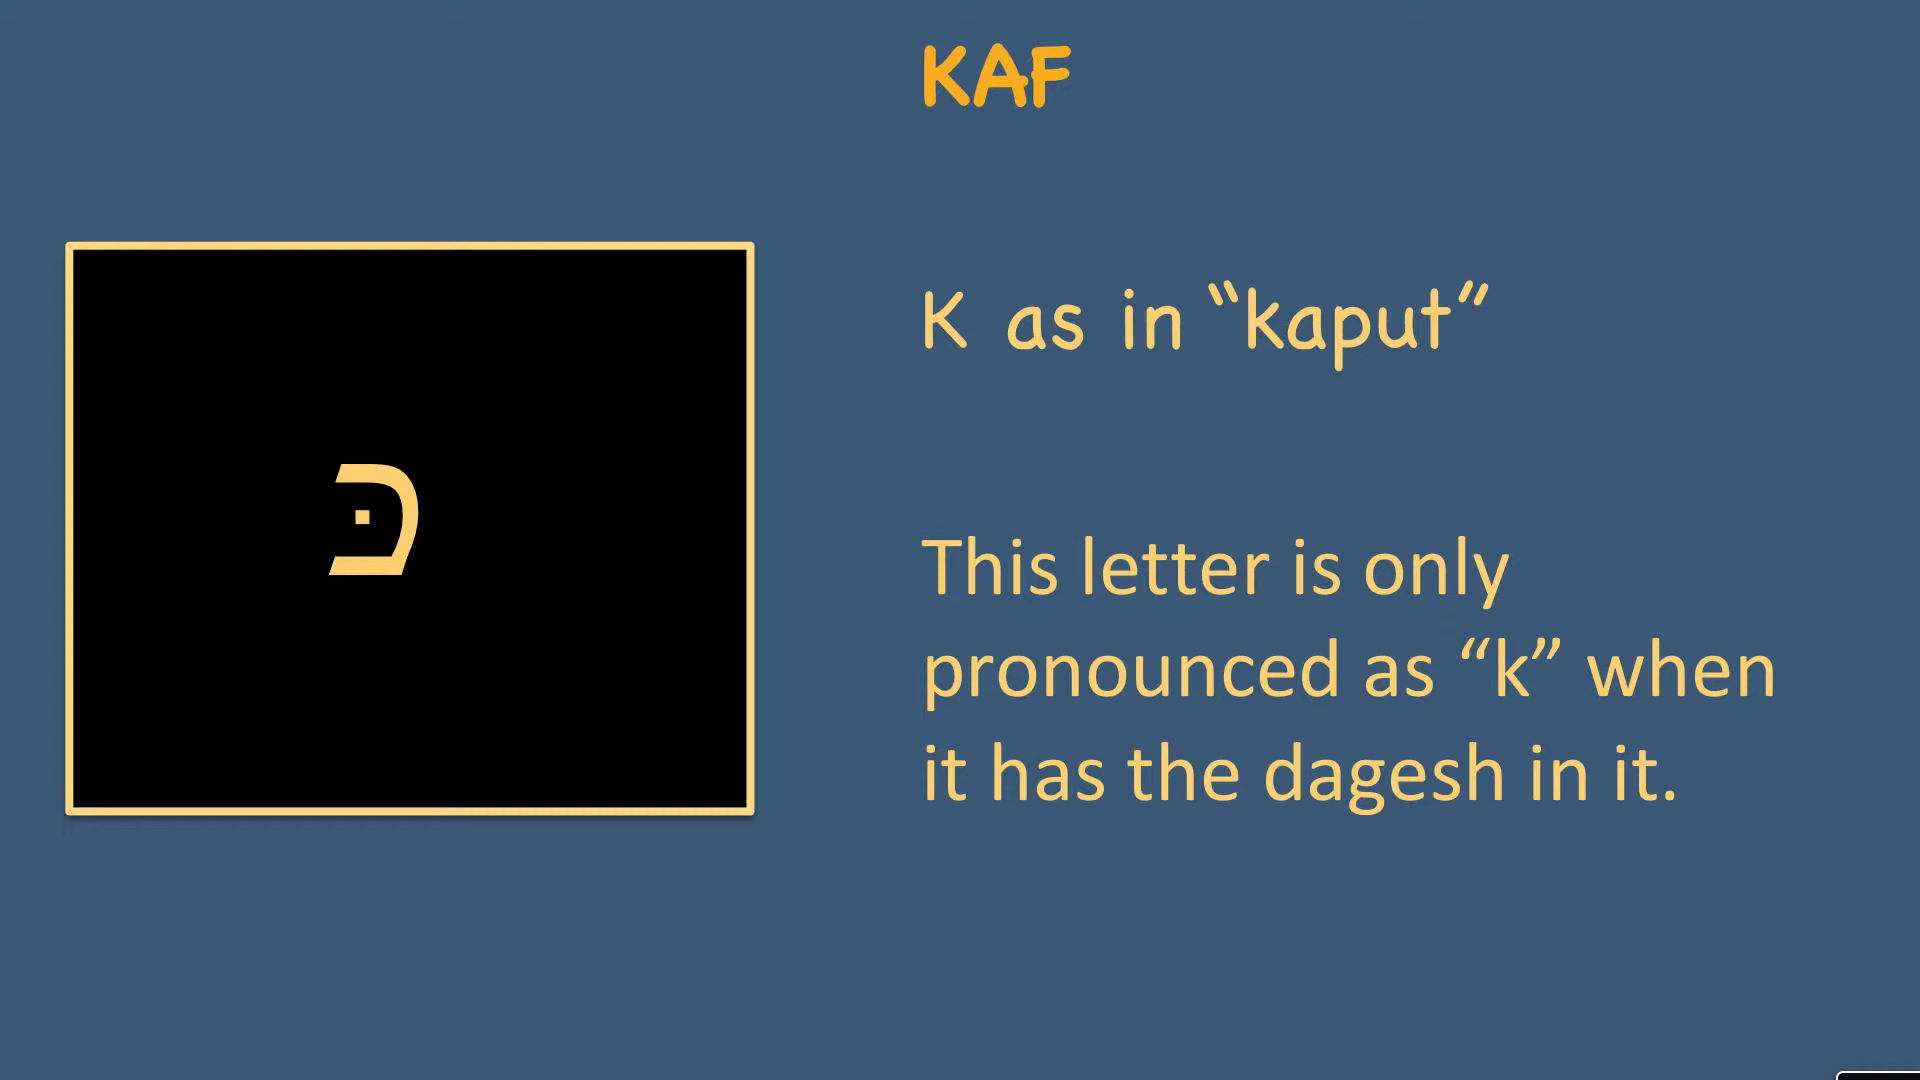 KAF
כּ
K as in “kaput”
This letter is only
pronounced as “k” when
it has the dagesh in it.